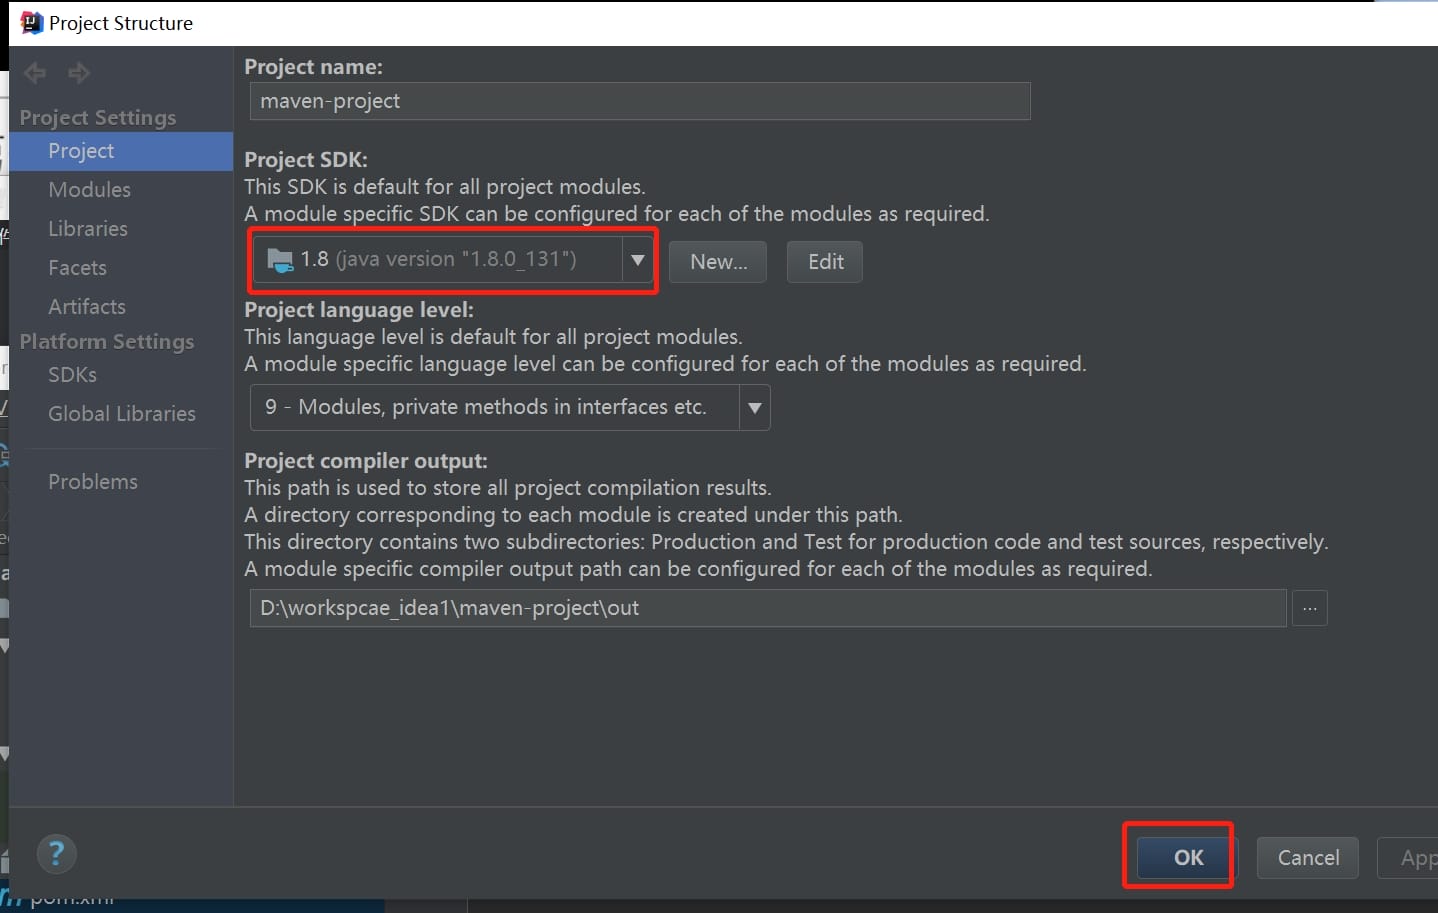 Project Structure
Project Settings
Project
Modules
Libraries
Facets
Artifacts
Platform Settings
SDKs
Global Libraries
Problems
Project name:
maven-project
Project SDK:
This SDK is default for all project modules.
A module specific SDK can be configured for each of the modules as required.
1.8 (java version "1.8.0_131")
New...
Edit
Project language level:
This language level is default for all project modules.
A module specific language level can be configured for each of the modules as required.
9 - Modules, private methods in interfaces etc.
Project compiler output:
This path is used to store all project compilation results.
A directory corresponding to each module is created under this path.
This directory contains two subdirectories: Production and Test for production code and test sources, respectively.
A module specific compiler output path can be configured for each of the modules as required.
D:\workspcae_idea1\maven-project\out
...
?
OK
Cancel
App
pom.xml